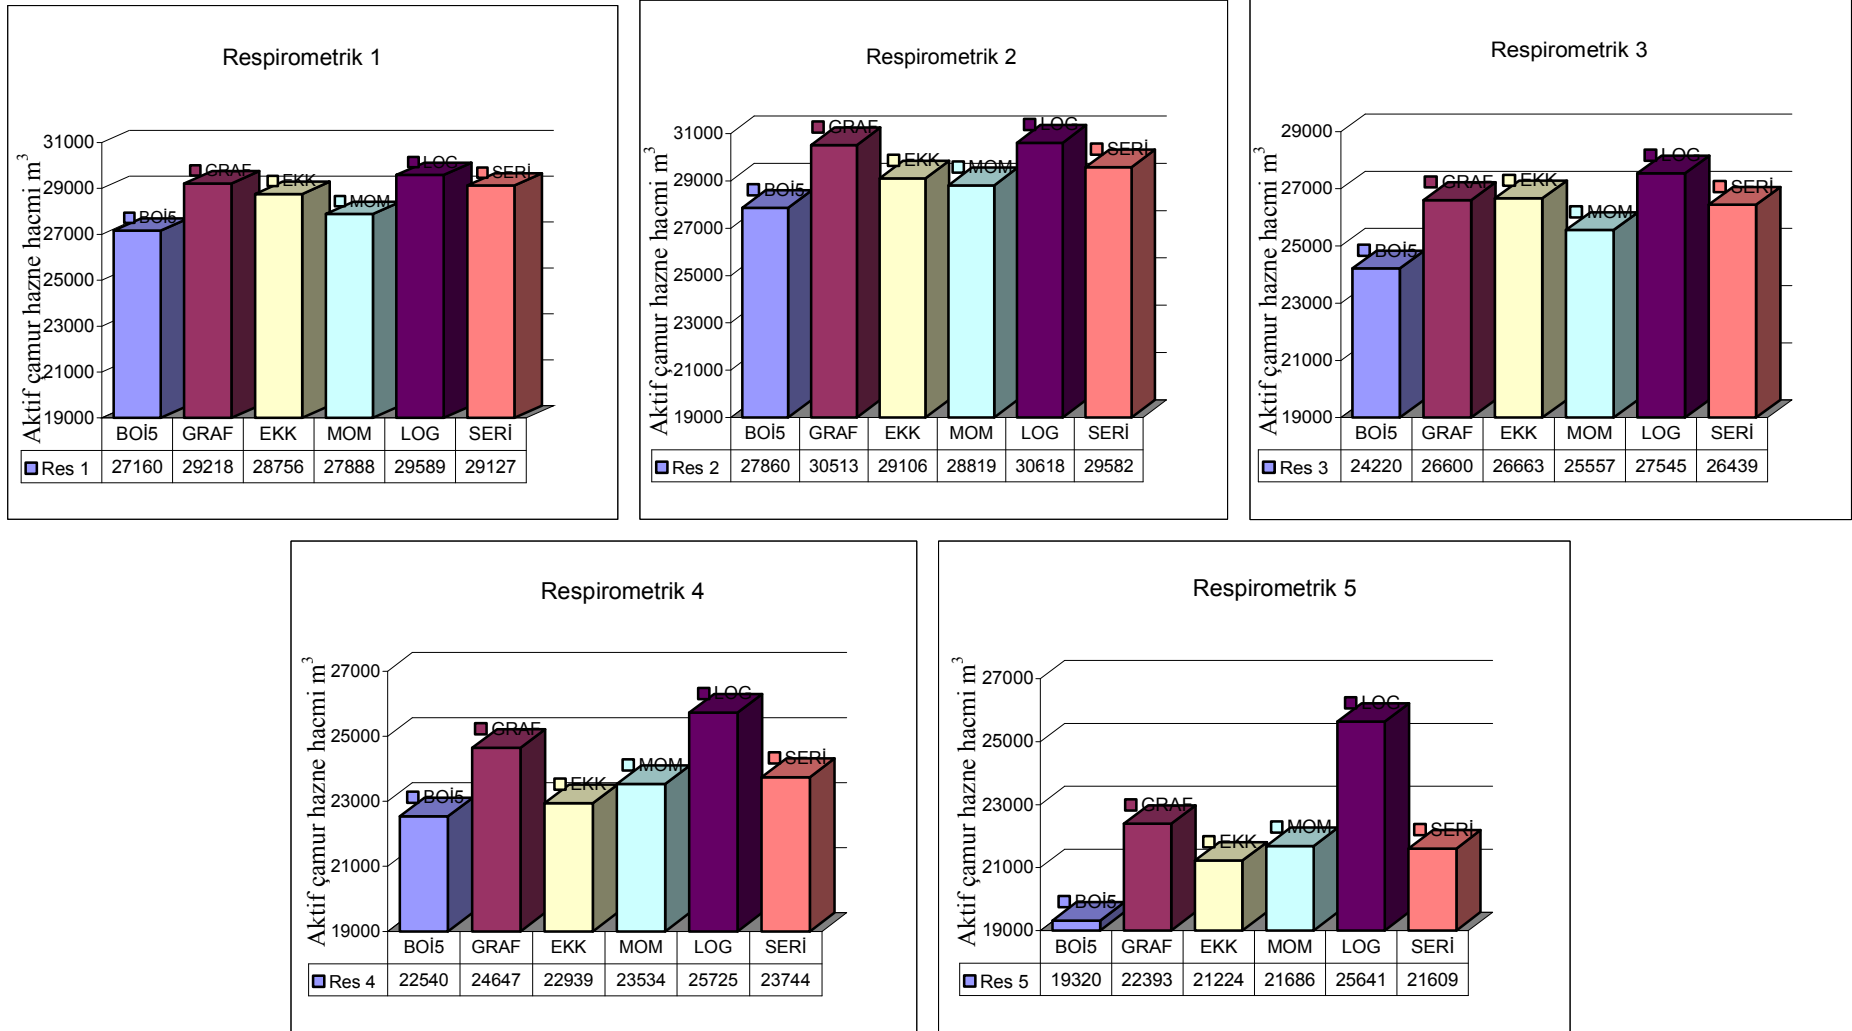 Respirometrik 1
Aktif çamur hazne hacmi m³
31000
29000
27000
25000
23000
21000
19000
BOİ5
GRAF
EKK
MOM
LOG
SERİ
BOİ5 GRAF EKK MOM LOG SERİ
Res 1 27160 29218 28756 27888 29589 29127
Respirometrik 2
Aktif çamur hazne hacmi m³
31000
29000
27000
25000
23000
21000
19000
BOİ5
GRAF
EKK
MOM
LOG
SERİ
BOİ5 GRAF EKK MOM LOG SERİ
Res 2 27860 30513 29106 28819 30618 29582
Respirometrik 3
Aktif çamur hazne hacmi m³
29000
27000
25000
23000
21000
19000
BOİ5
GRAF
EKK
MOM
LOG
SERİ
BOİ5 GRAF EKK MOM LOG SERİ
Res 3 24220 26600 26663 25557 27545 26439
Respirometrik 4
Aktif çamur hazne hacmi m³
27000
25000
23000
21000
19000
BOİ5
GRAF
EKK
MOM
LOG
SERİ
BOİ5 GRAF EKK MOM LOG SERİ
Res 4 22540 24647 22939 23534 25725 23744
Respirometrik 5
Aktif çamur hazne hacmi m³
27000
25000
23000
21000
19000
BOİ5
GRAF
EKK
MOM
LOG
SERİ
BOİ5 GRAF EKK MOM LOG SERİ
Res 5 19320 22393 21224 21686 25641 21609